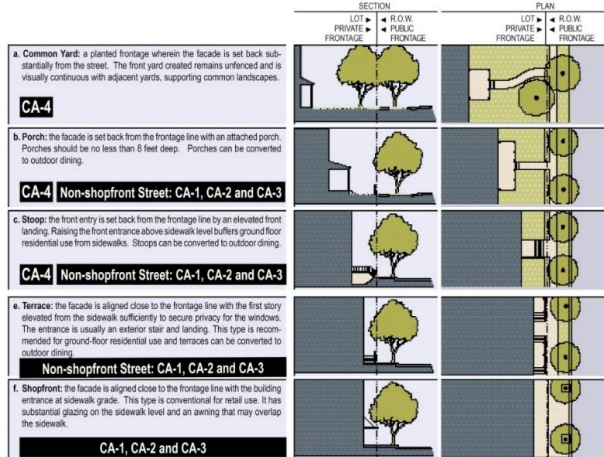 SECTION
PLAN
LOT ► ◄ R.O.W.
PRIVATE ► ◄ PUBLIC
FRONTAGE FRONTAGE
LOT ► ◄ R.O.W.
PRIVATE ► ◄ PUBLIC
FRONTAGE FRONTAGE
a. Common Yard: a planted frontage wherein the facade is set back sub-
stantially from the street. The front yard created remains unfenced and is
visually continuous with adjacent yards, supporting common landscapes.
CA-4
b. Porch: the facade is set back from the frontage line with an attached porch.
Porches should be no less than 8 feet deep. Porches can be converted
to outdoor dining.
CA-4 Non-shopfront Street: CA-1, CA-2 and CA-3
c. Stoop: the front entry is set back from the frontage line by an elevated front
landing. Raising the front entrance above sidewalk level buffers ground floor
residential use from sidewalks. Stoops can be converted to outdoor dining.
CA-4 Non-shopfront Street: CA-1, CA-2 and CA-3
e. Terrace: the facade is aligned close to the frontage line with the first story
elevated from the sidewalk sufficiently to secure privacy for the windows.
The entrance is usually an exterior stair and landing. This type is recom-
mended for ground-floor residential use and terraces can be converted to
outdoor dining.
Non-shopfront Street: CA-1, CA-2 and CA-3
f. Shopfront: the facade is aligned close to the frontage line with the building
entrance at sidewalk grade. This type is conventional for retail use. It has
substantial glazing on the sidewalk level and an awning that may overlap
the sidewalk.
CA-1, CA-2 and CA-3